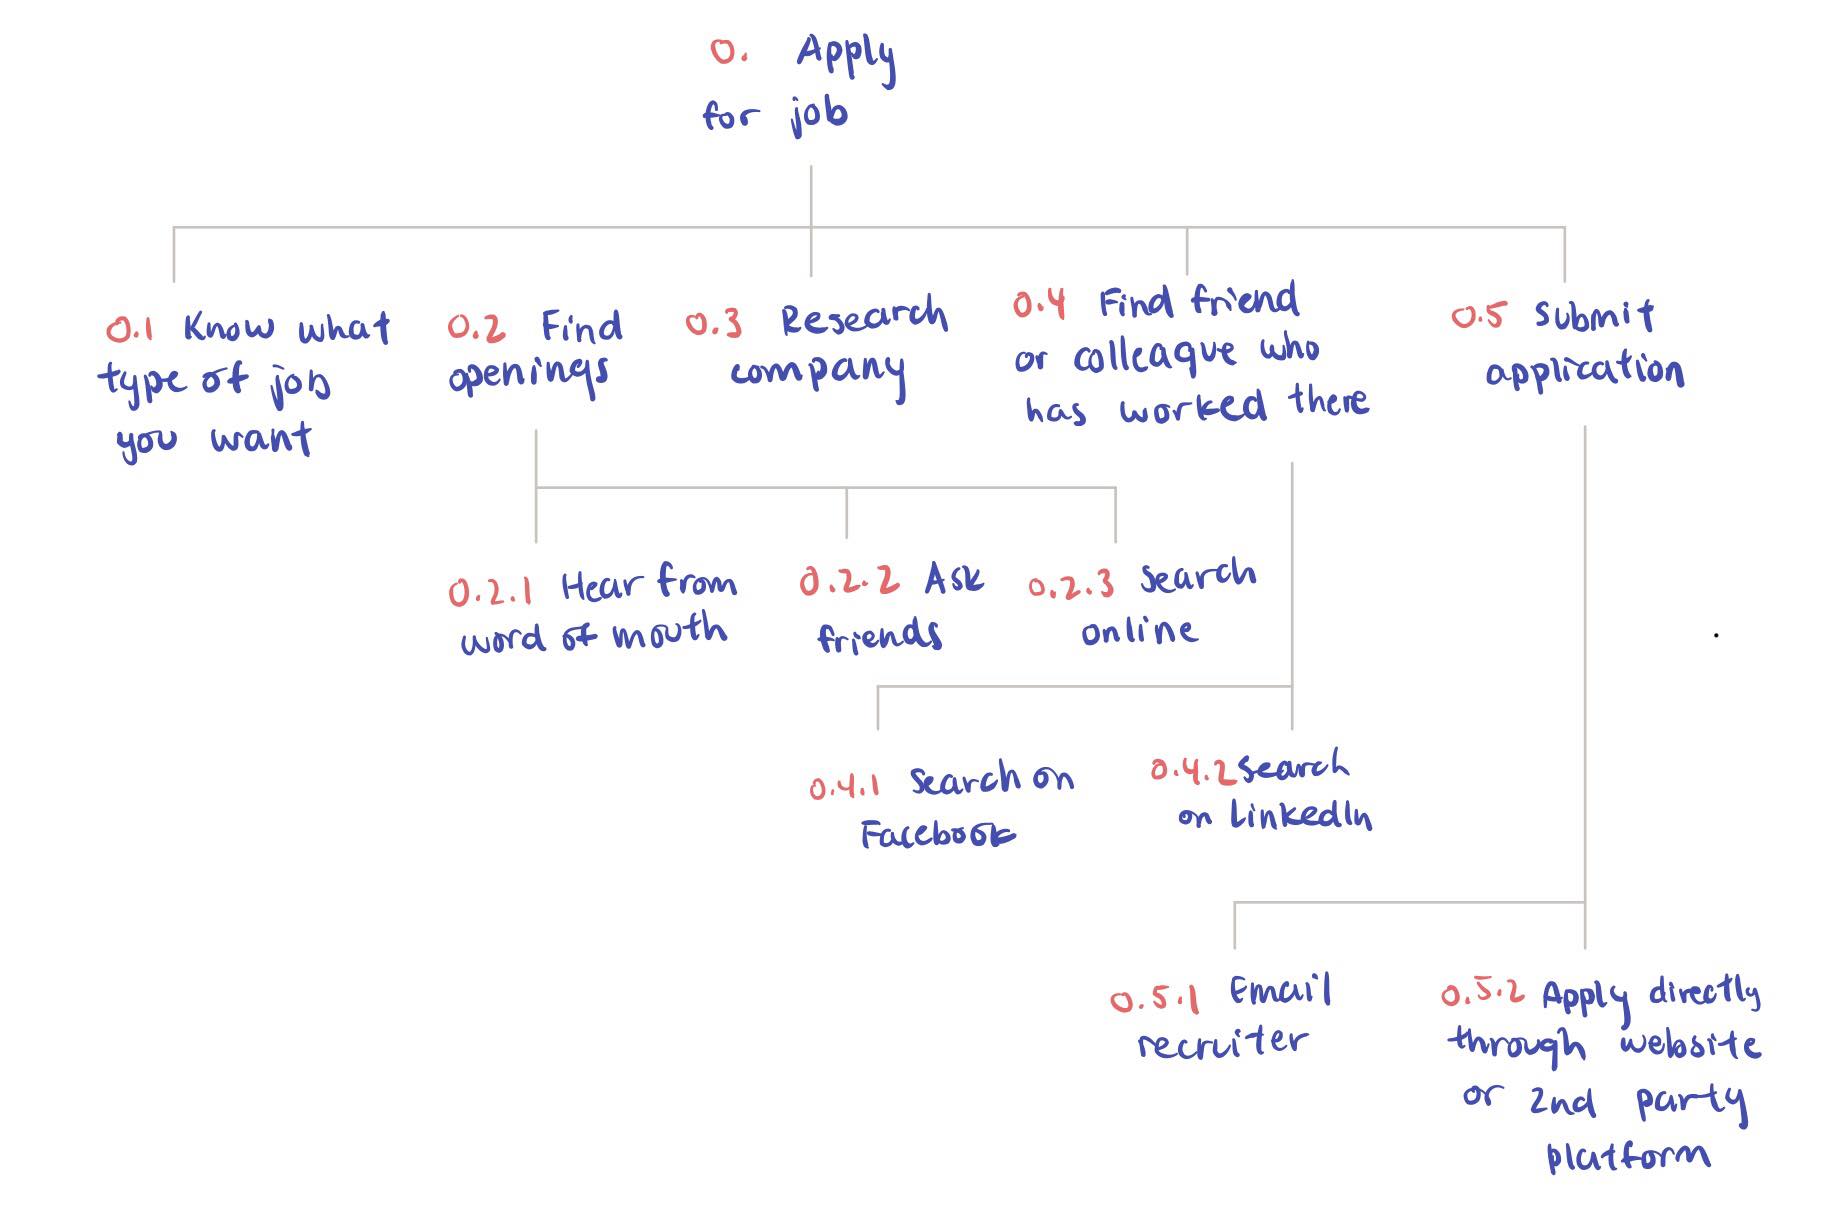 0. Apply
for job
0.1 Know what
type of job
you want
0.2 Find
openings
0.3 Research
company
0.4 Find friend
or colleague who
has worked there
0.5 Submit
application
0.2.1 Hear from
word of mouth
0.2.2 Ask
friends
0.2.3 Search
online
0.4.1 Search on
Facebook
0.4.2 Search
on LinkedIn
0.5.1 Email
recruiter
0.5.2 Apply directly
through website
or 2nd party
platform